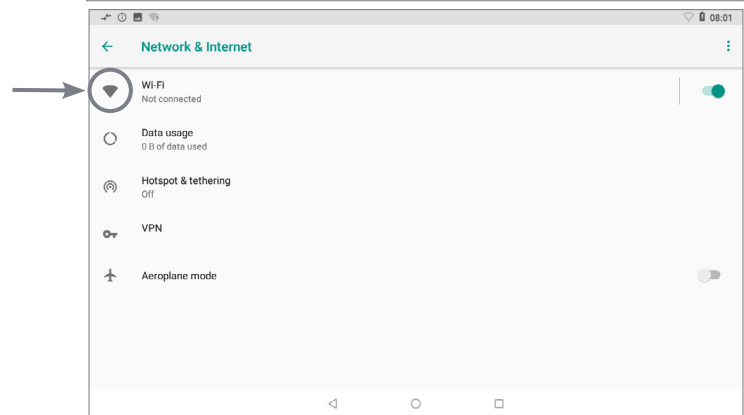 08:01
Network & Internet
Wi-Fi
Not connected
Data usage
0 B of data used
Hotspot & tethering
Off
VPN
Aeroplane mode